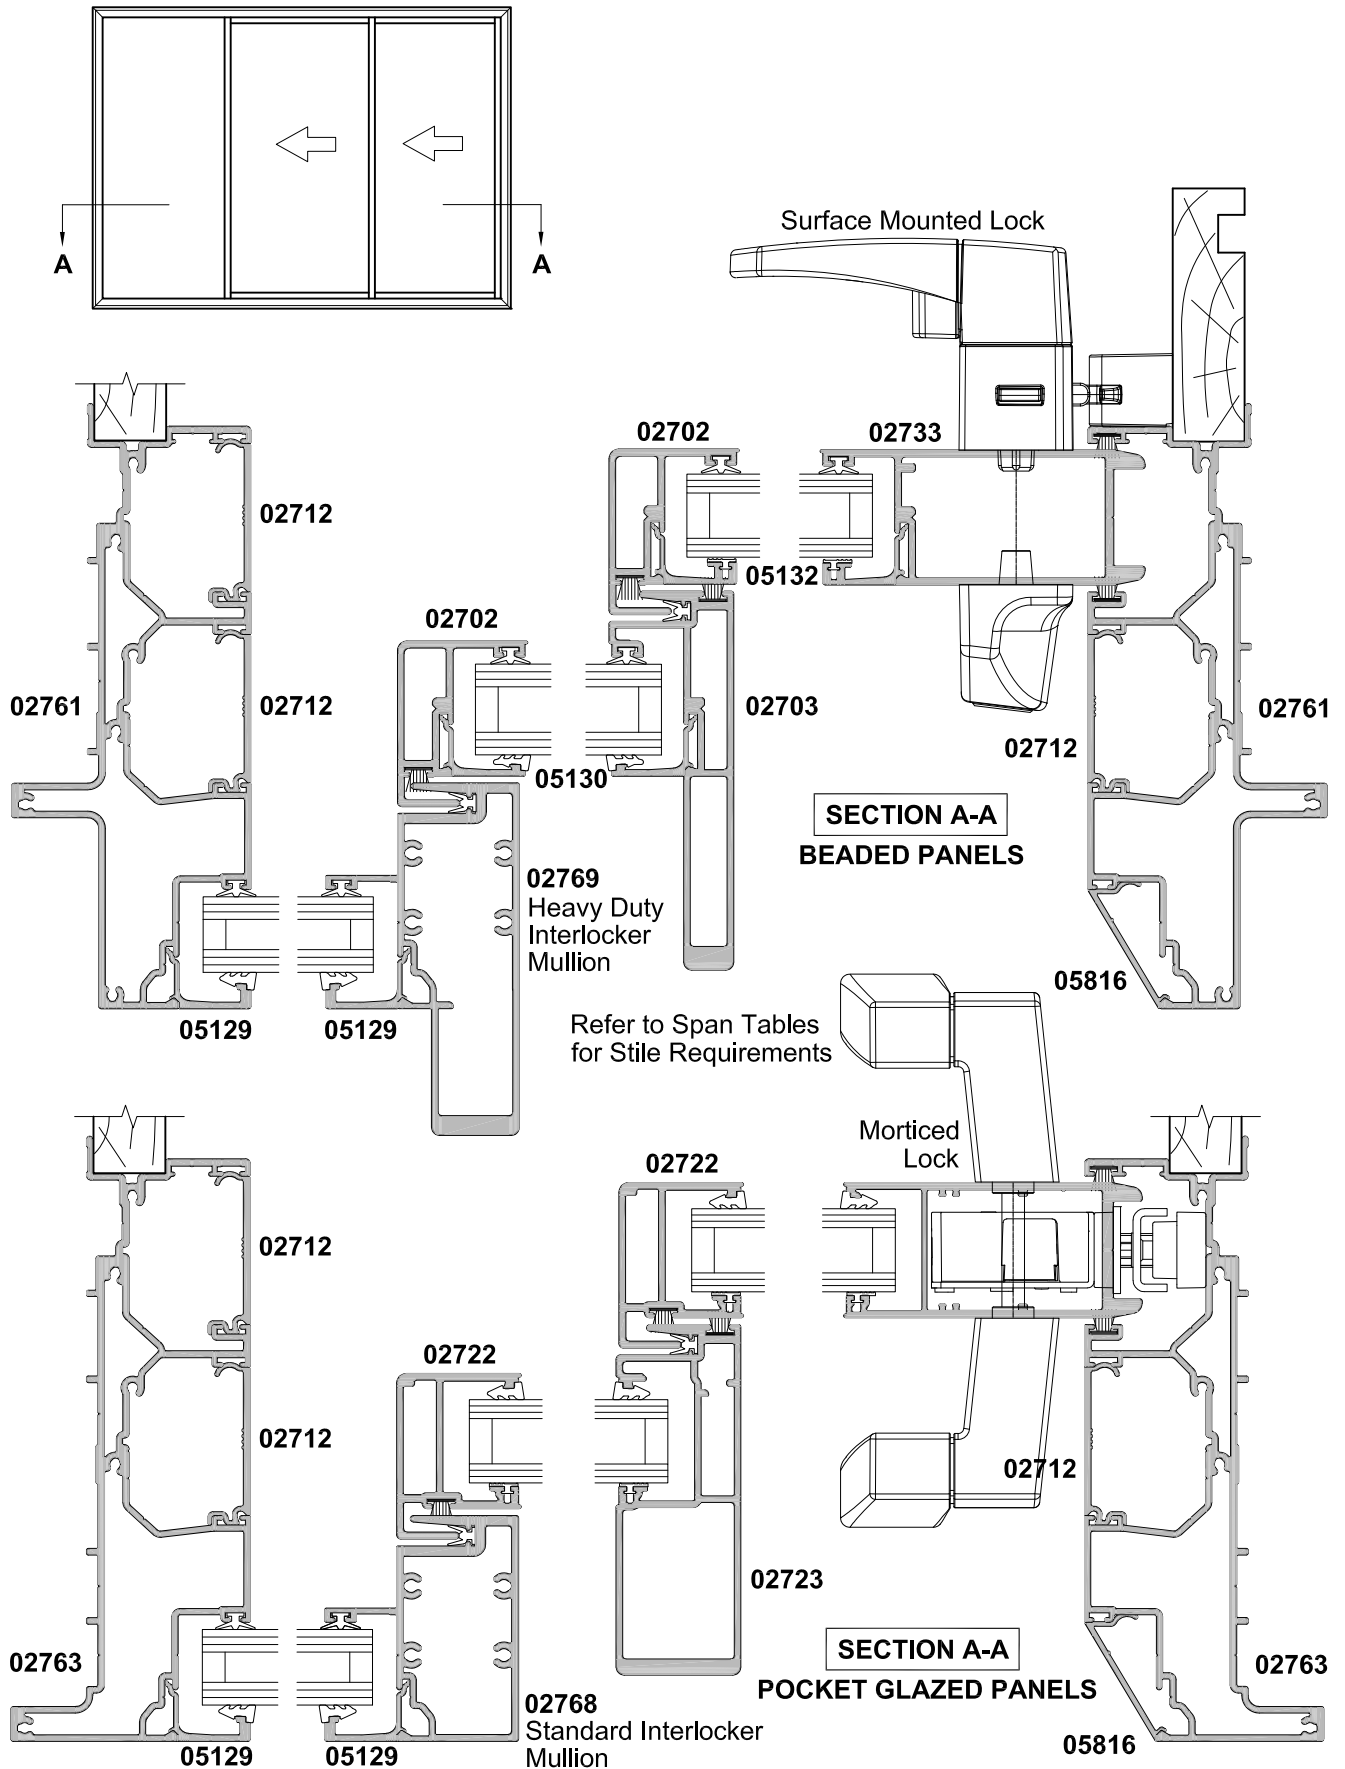 A
A
Surface Mounted Lock
02702
02733
02712
05132
02702
02761
02712
02703
02761
02712
05130
SECTION A-A
BEADED PANELS
02769
Heavy Duty
Interlocker
Mullion
05816
05129
05129
Refer to Span Tables
for Stile Requirements
Morticed
Lock
02722
02712
02722
02712
02712
02723
SECTION A-A
POCKET GLAZED PANELS
02763
02763
02768
Standard Interlocker
Mullion
05816
05129
05129